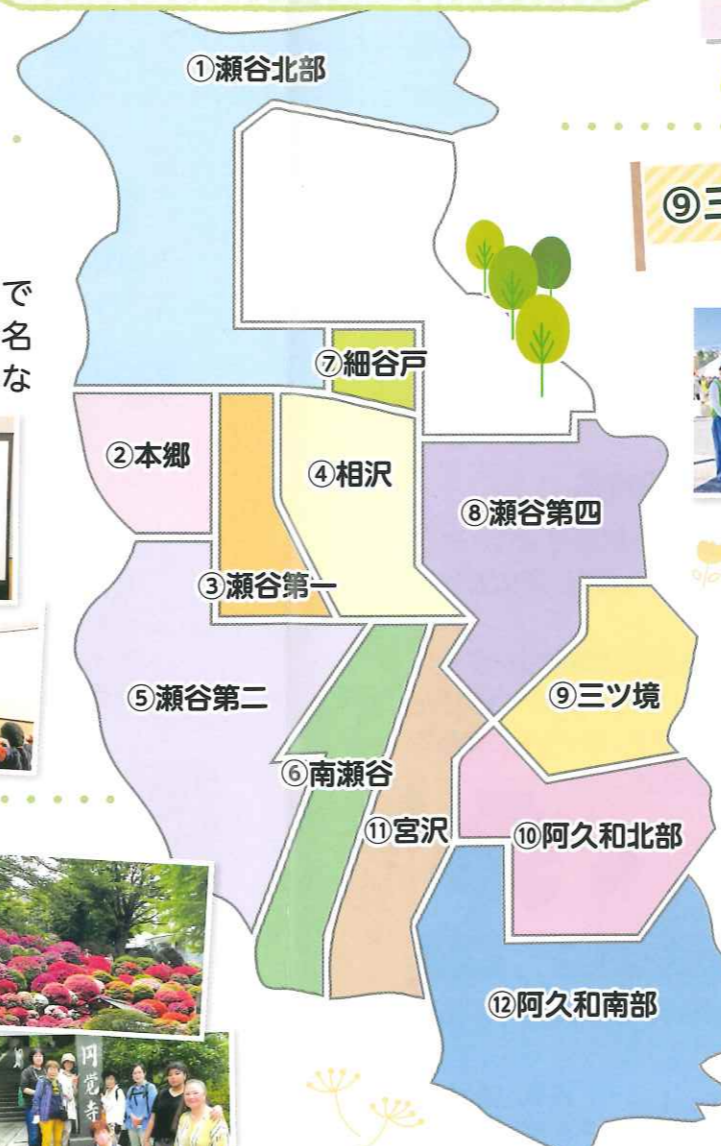 ①瀬谷北部
⑨三
で
名
な
⑦細谷戸
②本郷
④相沢
⑧瀬谷第四
③瀬谷第一
⑨三ツ境
⑤瀬谷第二
⑥南瀬谷
⑪宮沢
⑩阿久和北部
⑫阿久和南部
円覚寺